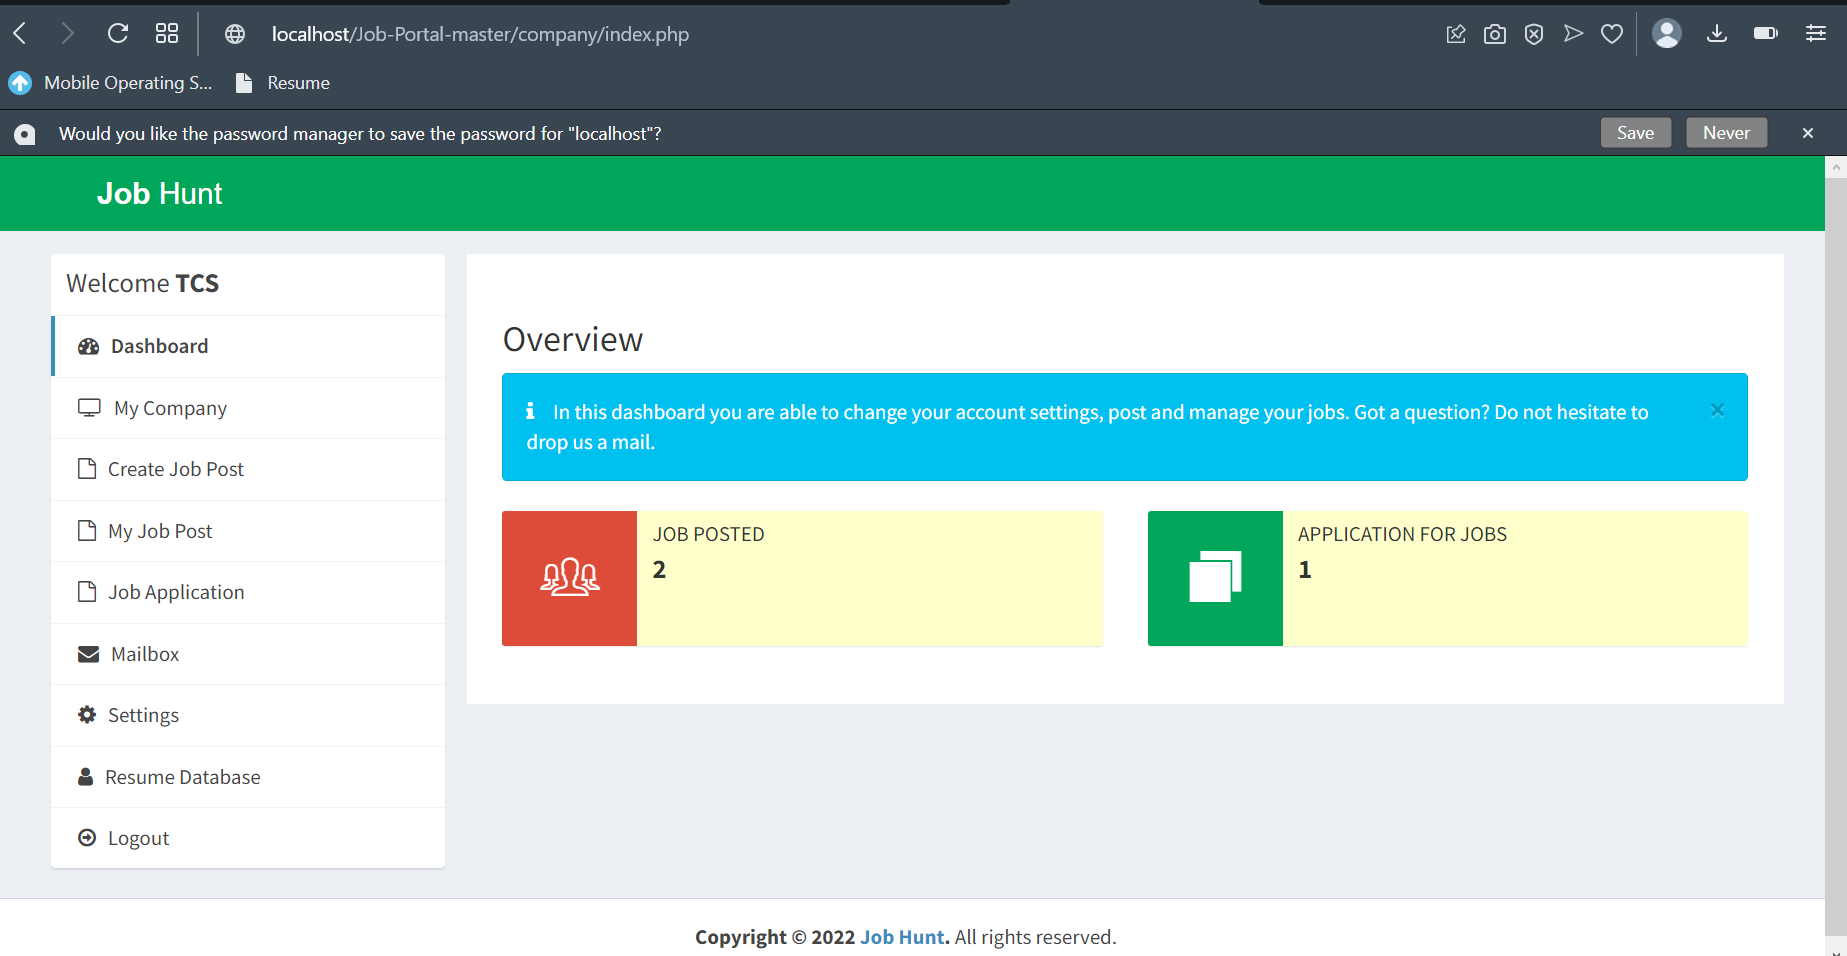 localhost/Job-Portal-master/company/index.php
Mobile Operating S... Resume
Would you like the password manager to save the password for "localhost"? Save Never
Job Hunt
Welcome TCS
Dashboard
My Company
Create Job Post
My Job Post
Job Application
Mailbox
Settings
Resume Database
Logout
Overview
In this dashboard you are able to change your account settings, post and manage your jobs. Got a question? Do not hesitate to
drop us a mail.
JOB POSTED
2
APPLICATION FOR JOBS
1
Copyright © 2022 Job Hunt. All rights reserved.